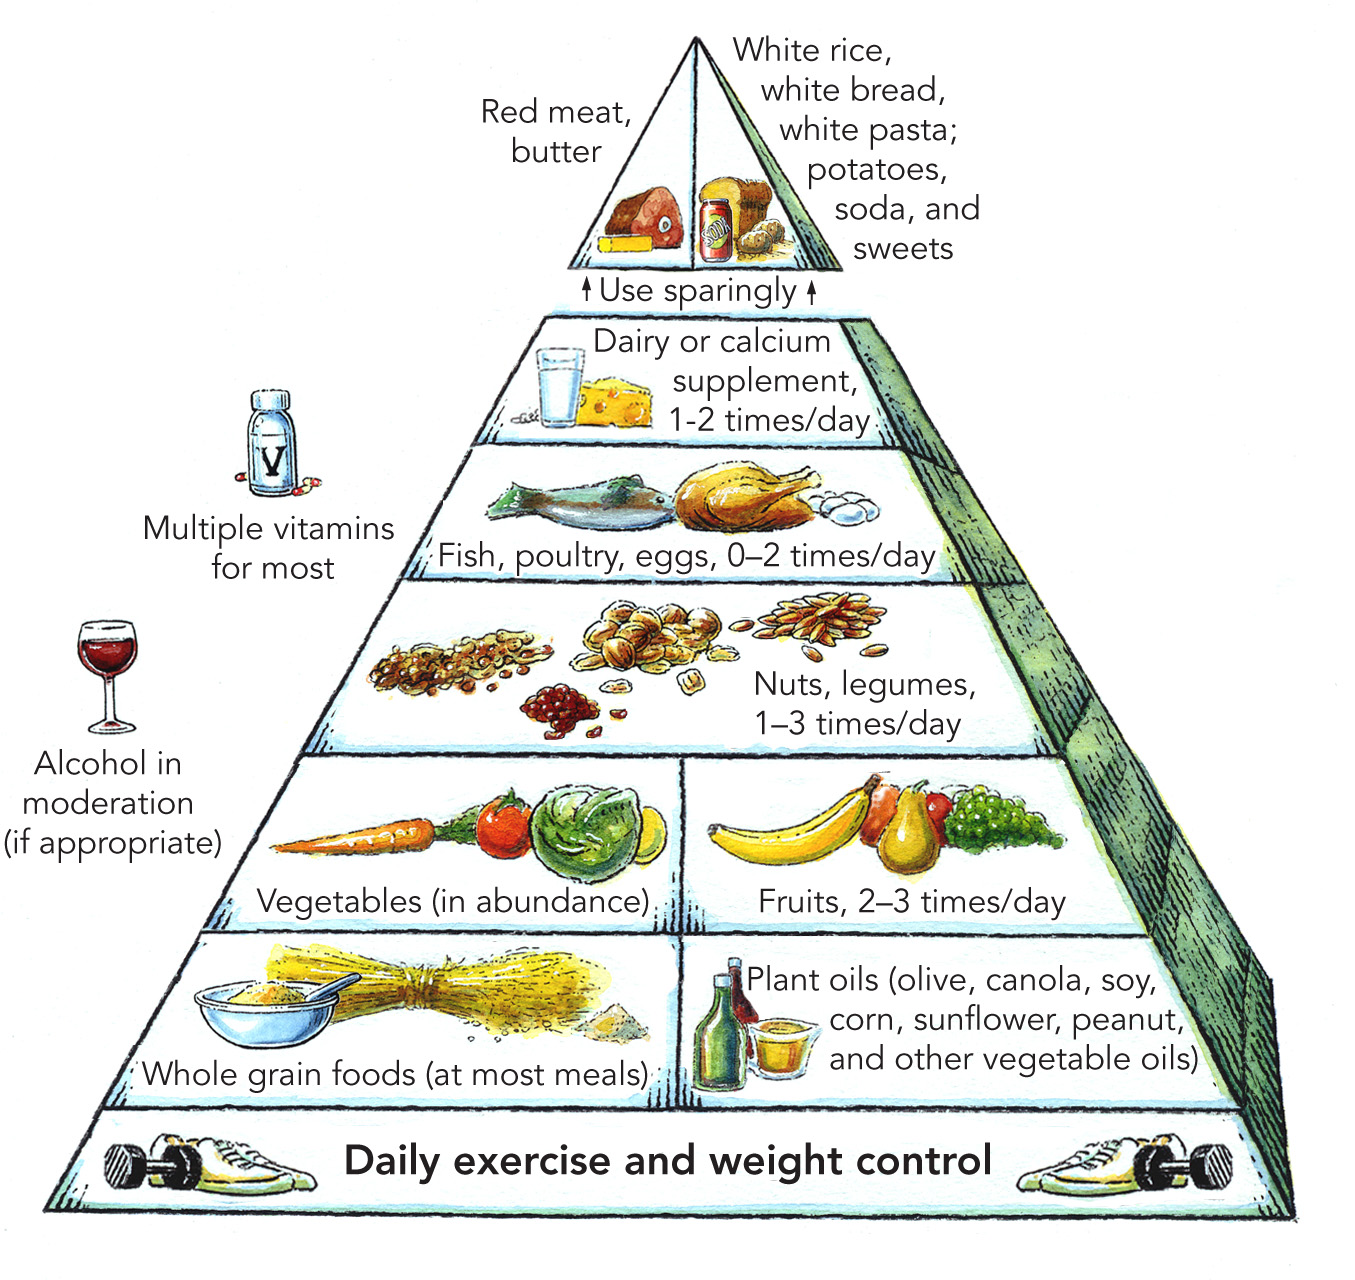 White rice,
white bread,
white pasta;
potatoes,
soda, and
sweets
Red meat,
butter
SODA
Use sparingly
Dairy or calcium
supplement,
1-2 times/day
V
Multiple vitamins
for most
Fish, poultry, eggs, 0–2 times/day
Nuts, legumes,
1–3 times/day
Alcohol in
moderation
(if appropriate)
Vegetables (in abundance)
Fruits, 2–3 times/day
Whole grain foods (at most meals)
Plant oils (olive, canola, soy,
corn, sunflower, peanut,
and other vegetable oils)
Daily exercise and weight control